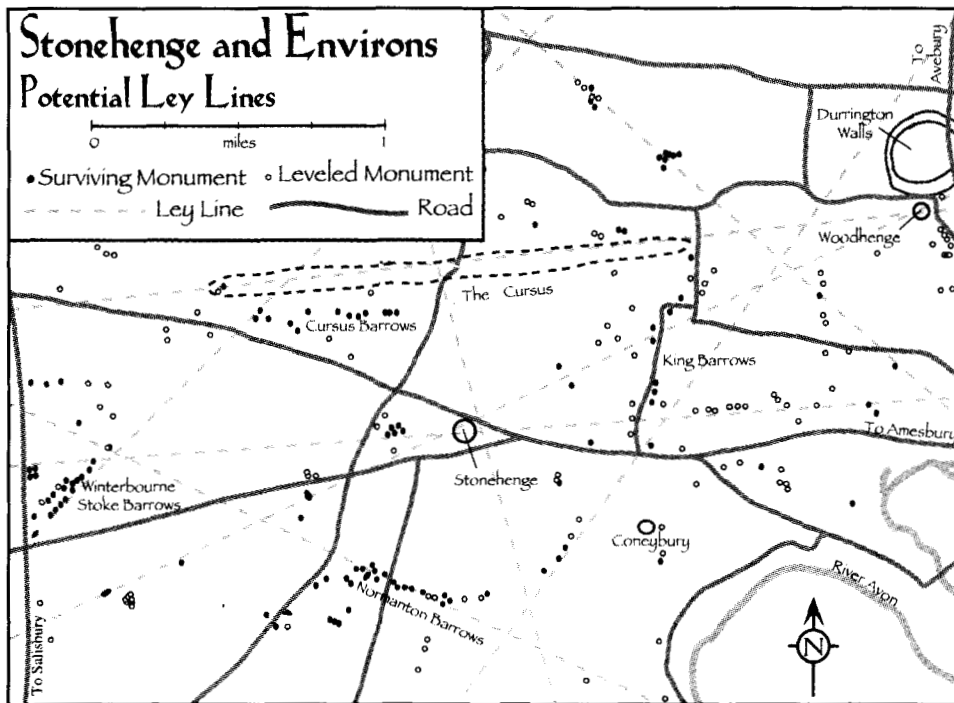 Stonehenge and Environs
Potential Ley Lines
0 miles 1
Surviving Monument Leveled Monument
Ley Line Road
To
Avebury
Durrington
Walls
Woodhenge
The Cursus
Cursus Barrows
King Barrows
To Amesbury
Stonehenge
Winterbourne
Stoke Barrows
Coneybury
River Avon
Normanton Barrows
To Salisbury
N